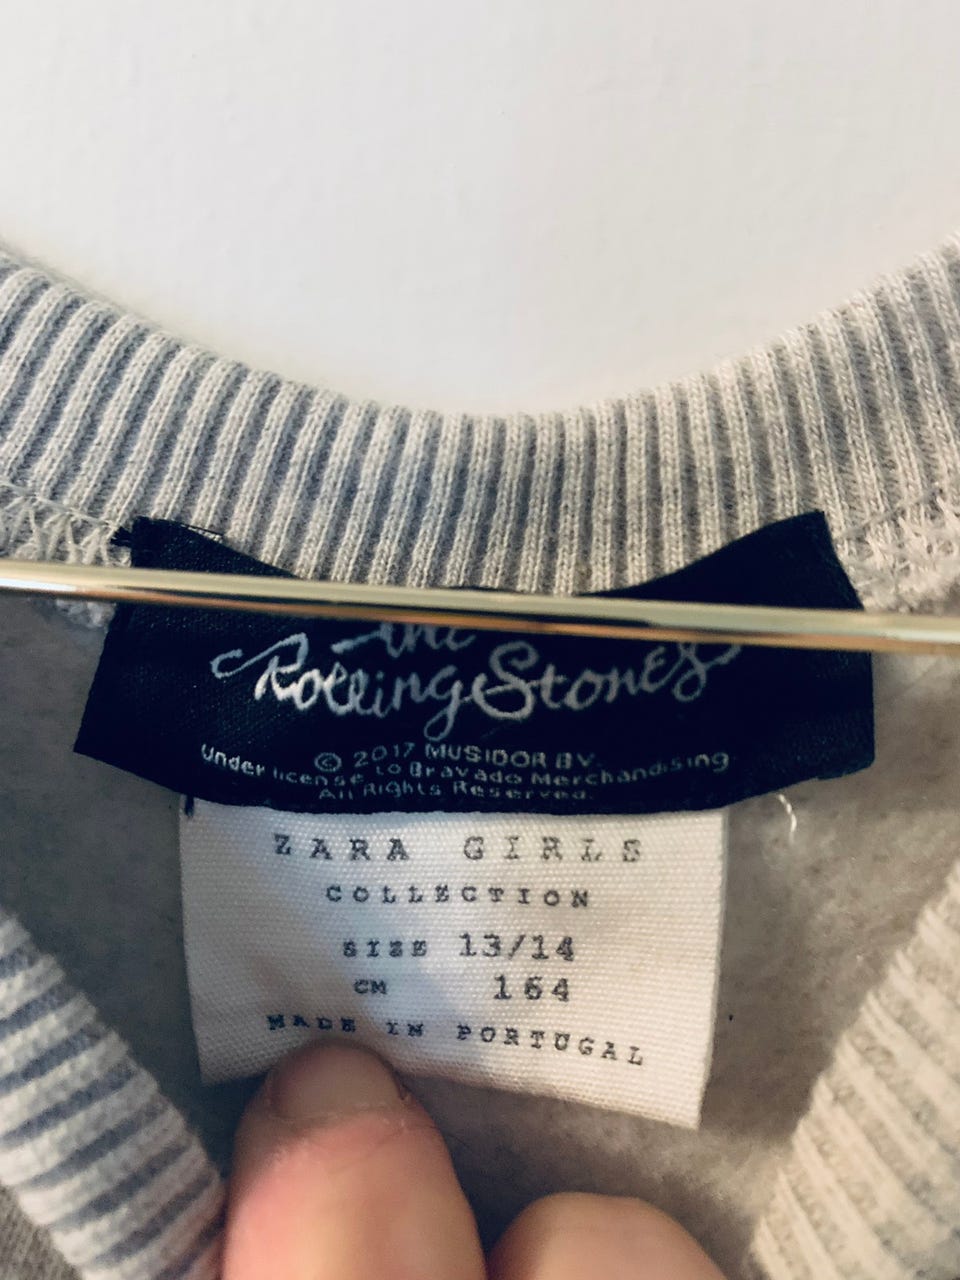 The
Rolling Stones
© 2017 MUSIDOR BV.
Under license to Bravado Merchandising
All Rights Reserved.
ZARA GIRLS
COLLECTION
SIZE 13/14
CM 164
MADE IN PORTUGAL